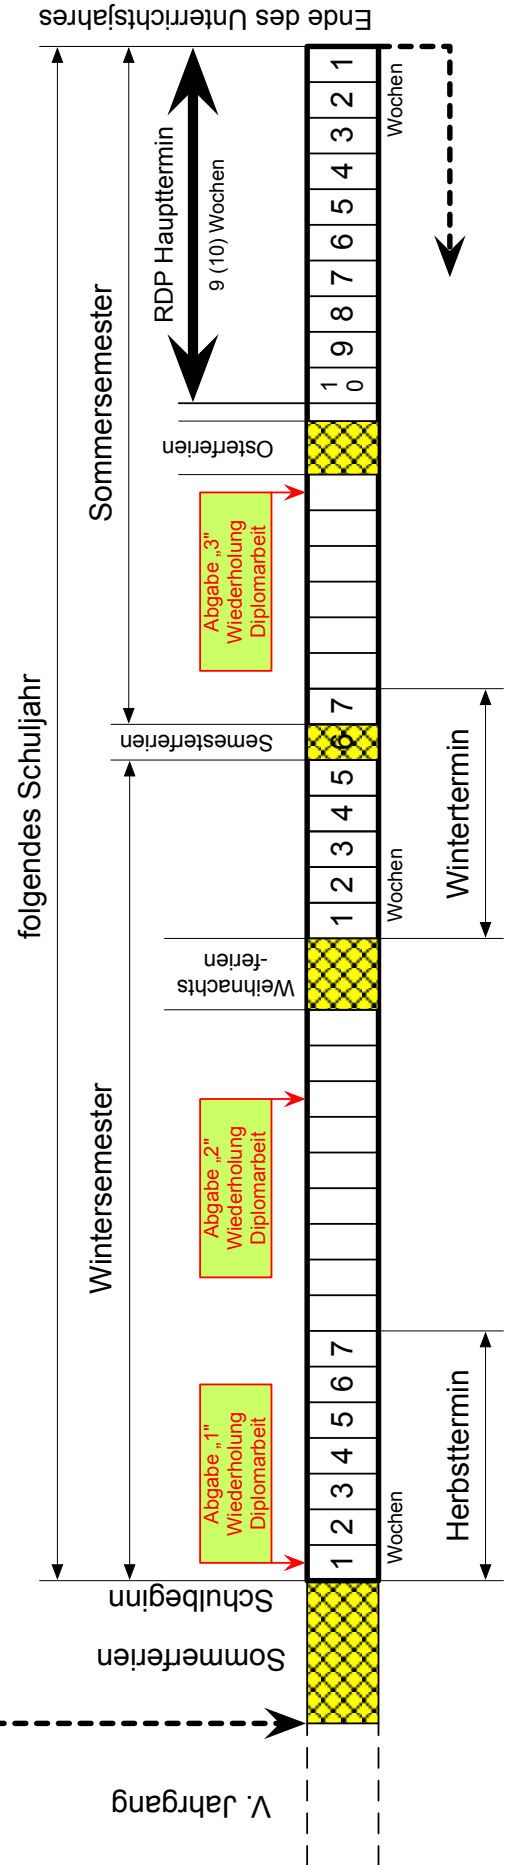 folgendes Schuljahr
Wintersemester
Sommersemester
RDP Haupttermin
9 (10) Wochen
V. Jahrgang
Sommerferien
Schulbeginn
Abgabe „1"
Wiederholung
Diplomarbeit
Abgabe „2"
Wiederholung
Diplomarbeit
Weihnachts
-ferien
Semesterferien
Abgabe „3"
Wiederholung
Diplomarbeit
Osterferien
Ende des Unterrichtsjahres
1 2 3 4 5 6 7
1 2 3 4 5 6 7
10 9 8 7 6 5 4 3 2 1
Wochen
Wochen
Wochen
Herbsttermin
Wintertermin